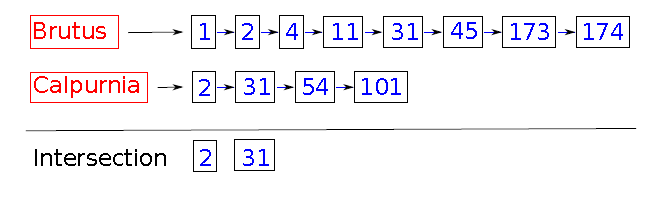 Brutus 1 2 4 11 31 45 173 174
Calpurnia 2 31 54 101
Intersection 2 31